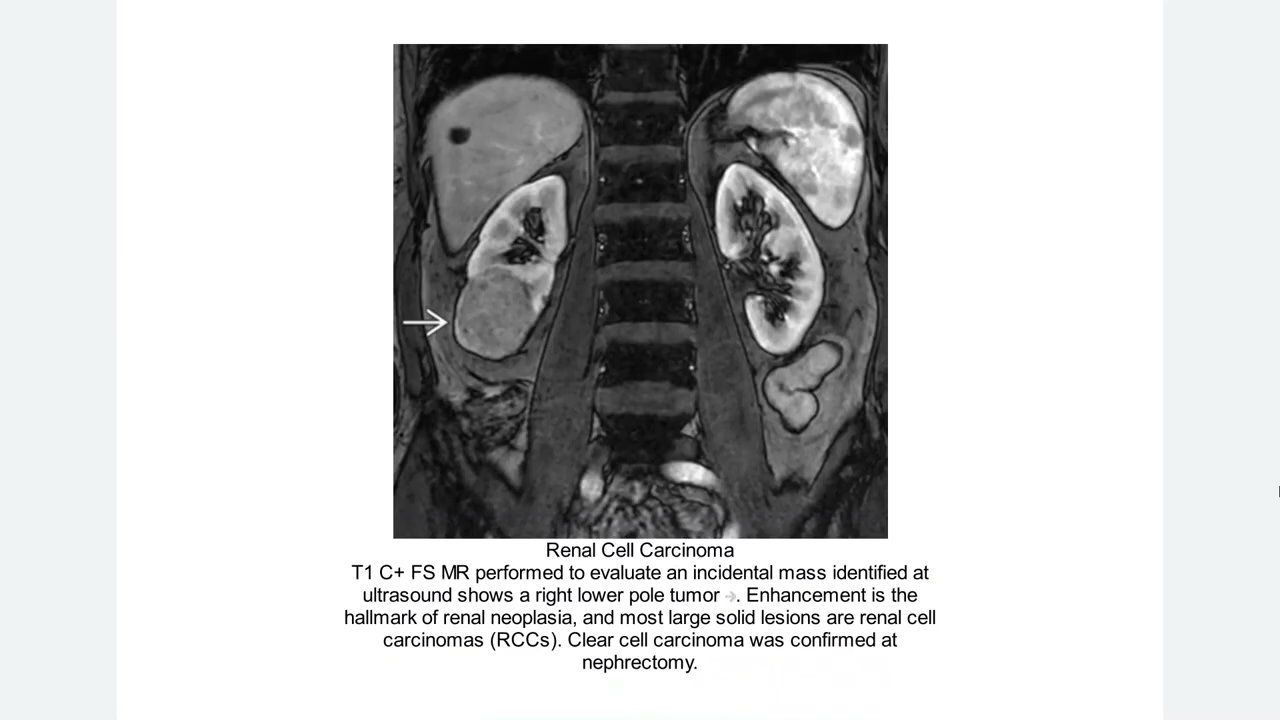 Renal Cell Carcinoma
T1 C+ FS MR performed to evaluate an incidental mass identified at
ultrasound shows a right lower pole tumor ➔. Enhancement is the
hallmark of renal neoplasia, and most large solid lesions are renal cell
carcinomas (RCCs). Clear cell carcinoma was confirmed at
nephrectomy.